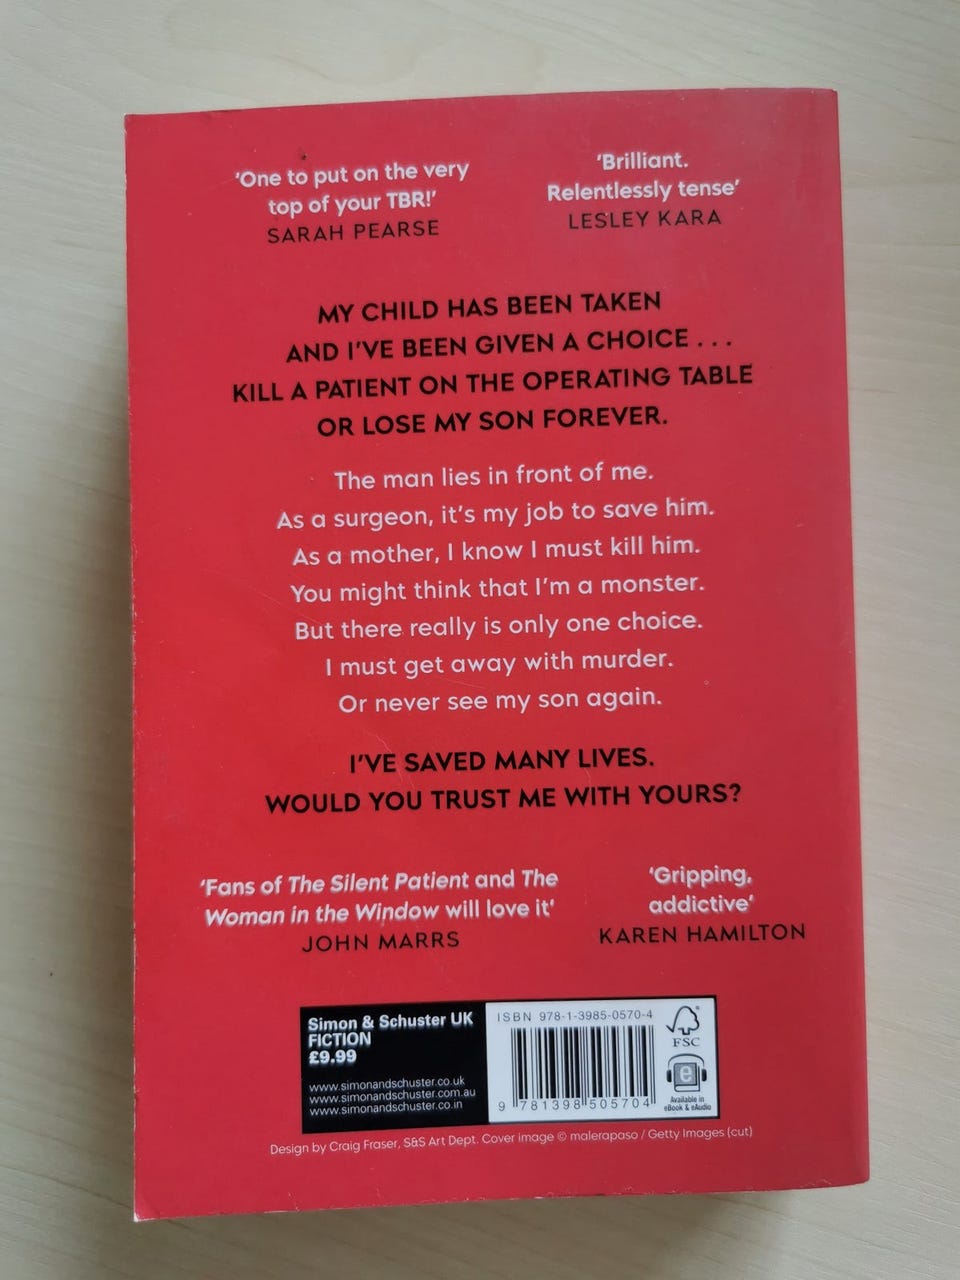 'One to put on the very
top of your TBR!'
SARAH PEARSE
'Brilliant.
Relentlessly tense'
LESLEY KARA
MY CHILD HAS BEEN TAKEN
AND I'VE BEEN GIVEN A CHOICE . . .
KILL A PATIENT ON THE OPERATING TABLE
OR LOSE MY SON FOREVER.
The man lies in front of me.
As a surgeon, it's my job to save him.
As a mother, I know I must kill him.
You might think that I'm a monster.
But there really is only one choice.
I must get away with murder.
Or never see my son again.
I'VE SAVED MANY LIVES.
WOULD YOU TRUST ME WITH YOURS?
'Fans of The Silent Patient and The
Woman in the Window will love it'
JOHN MARRS
'Gripping,
addictive'
KAREN HAMILTON
Simon & Schuster UK
FICTION
£9.99
www.simonandschuster.co.uk
www.simonandschuster.com.au
www.simonandschuster.co.in
ISBN 978-1-3985-0570-4
9 781398 505704
FSC
e
Available in
eBook & eAudio
Design by Craig Fraser, S&S Art Dept. Cover image © malerapaso / Getty Images (cut)